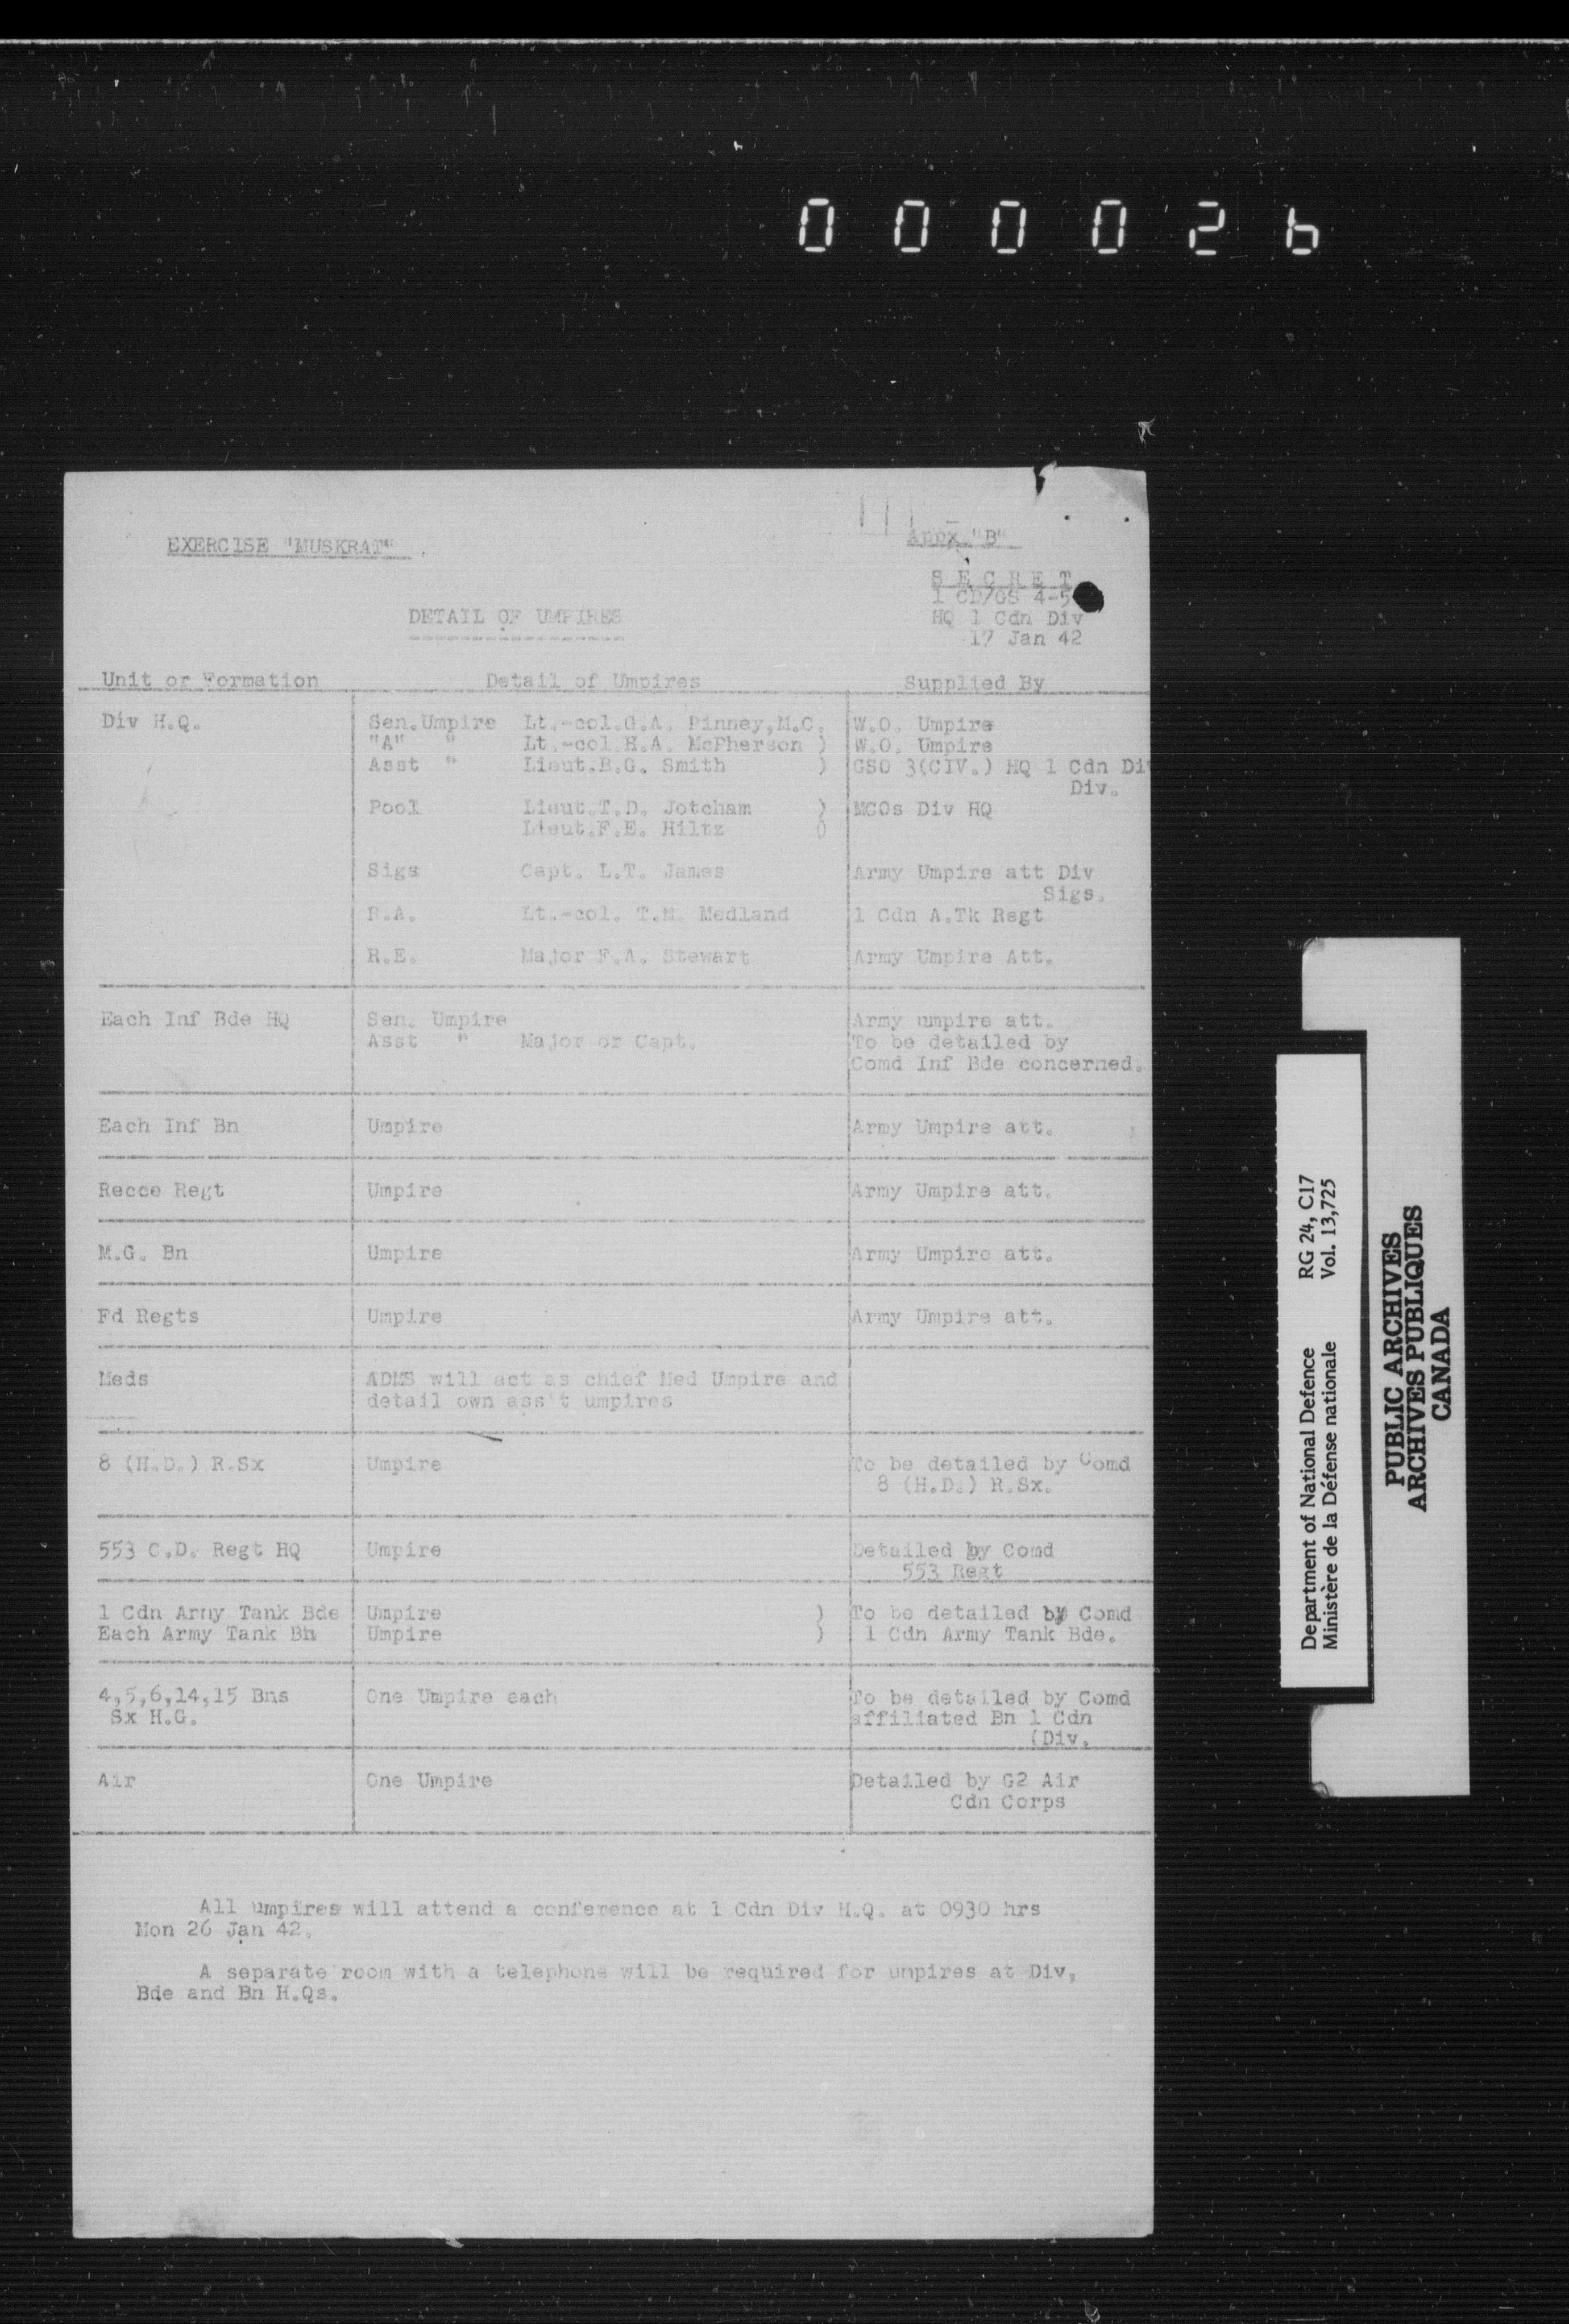 000026
EXERCISE "MUSKRAT"
Appx "B"
SECRET
1 CD/GS 4-5
HQ 1 Cdn Div
17 Jan 42
DETAIL OF UMPIRES
Unit or Formation Detail of Umpires Supplied By
Div H.Q. Sen.Umpire Lt.-col.G.A. Pinney,M.C. W.O. Umpire
"A" " Lt.-col.H.A. McPherson ) W.O. Umpire
Asst " Lieut.B.G. Smith ) GSO 3(CIV.) HQ 1 Cdn Di
Div.
Pool Lieut.T.D. Jotcham ) MCOs Div HQ
Lieut.F.E. Hiltz )
Sigs Capt. L.T. James Army Umpire att Div
Sigs.
R.A. Lt.-col. T.M. Medland 1 Cdn A.Tk Regt
R.E. Major F.A. Stewart Army Umpire Att.
Each Inf Bde HQ Sen. Umpire Army umpire att.
Asst " Major or Capt. To be detailed by
Comd Inf Bde concerned.
Each Inf Bn Umpire Army Umpire att.
Recce Regt Umpire Army Umpire att.
M.G. Bn Umpire Army Umpire att.
Fd Regts Umpire Army Umpire att.
Meds ADMS will act as chief Med Umpire and
detail own ass't umpires
8 (H.D.) R.Sx Umpire To be detailed by Comd
8 (H.D.) R.Sx.
553 C.D. Regt HQ Umpire Detailed by Comd
553 Regt
1 Cdn Army Tank Bde Umpire ) To be detailed by Comd
Each Army Tank Bn Umpire ) 1 Cdn Army Tank Bde.
4,5,6,14,15 Bns One Umpire each To be detailed by Comd
Sx H.G. affiliated Bn 1 Cdn
(Div.
Air One Umpire Detailed by G2 Air
Cdn Corps
All umpires will attend a conference at 1 Cdn Div H.Q. at 0930 hrs
Mon 26 Jan 42.
A separate room with a telephone will be required for umpires at Div,
Bde and Bn H.Qs.
Department of National Defence RG 24, C17
Ministère de la Défense nationale Vol. 13,725
PUBLIC ARCHIVES
ARCHIVES PUBLIQUES
CANADA